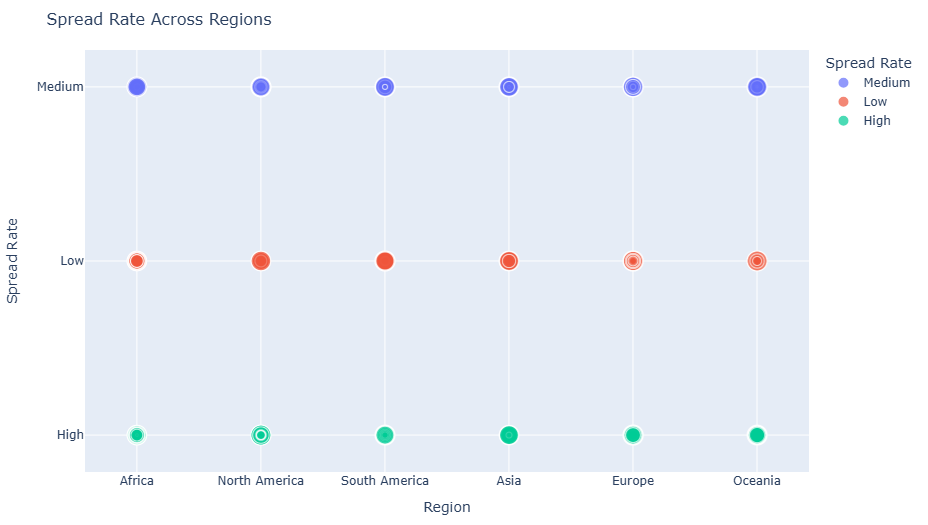 Spread Rate Across Regions
Spread Rate
Medium
Low
High
Medium
Low
High
Spread Rate
Africa
North America
South America
Asia
Europe
Oceania
Region